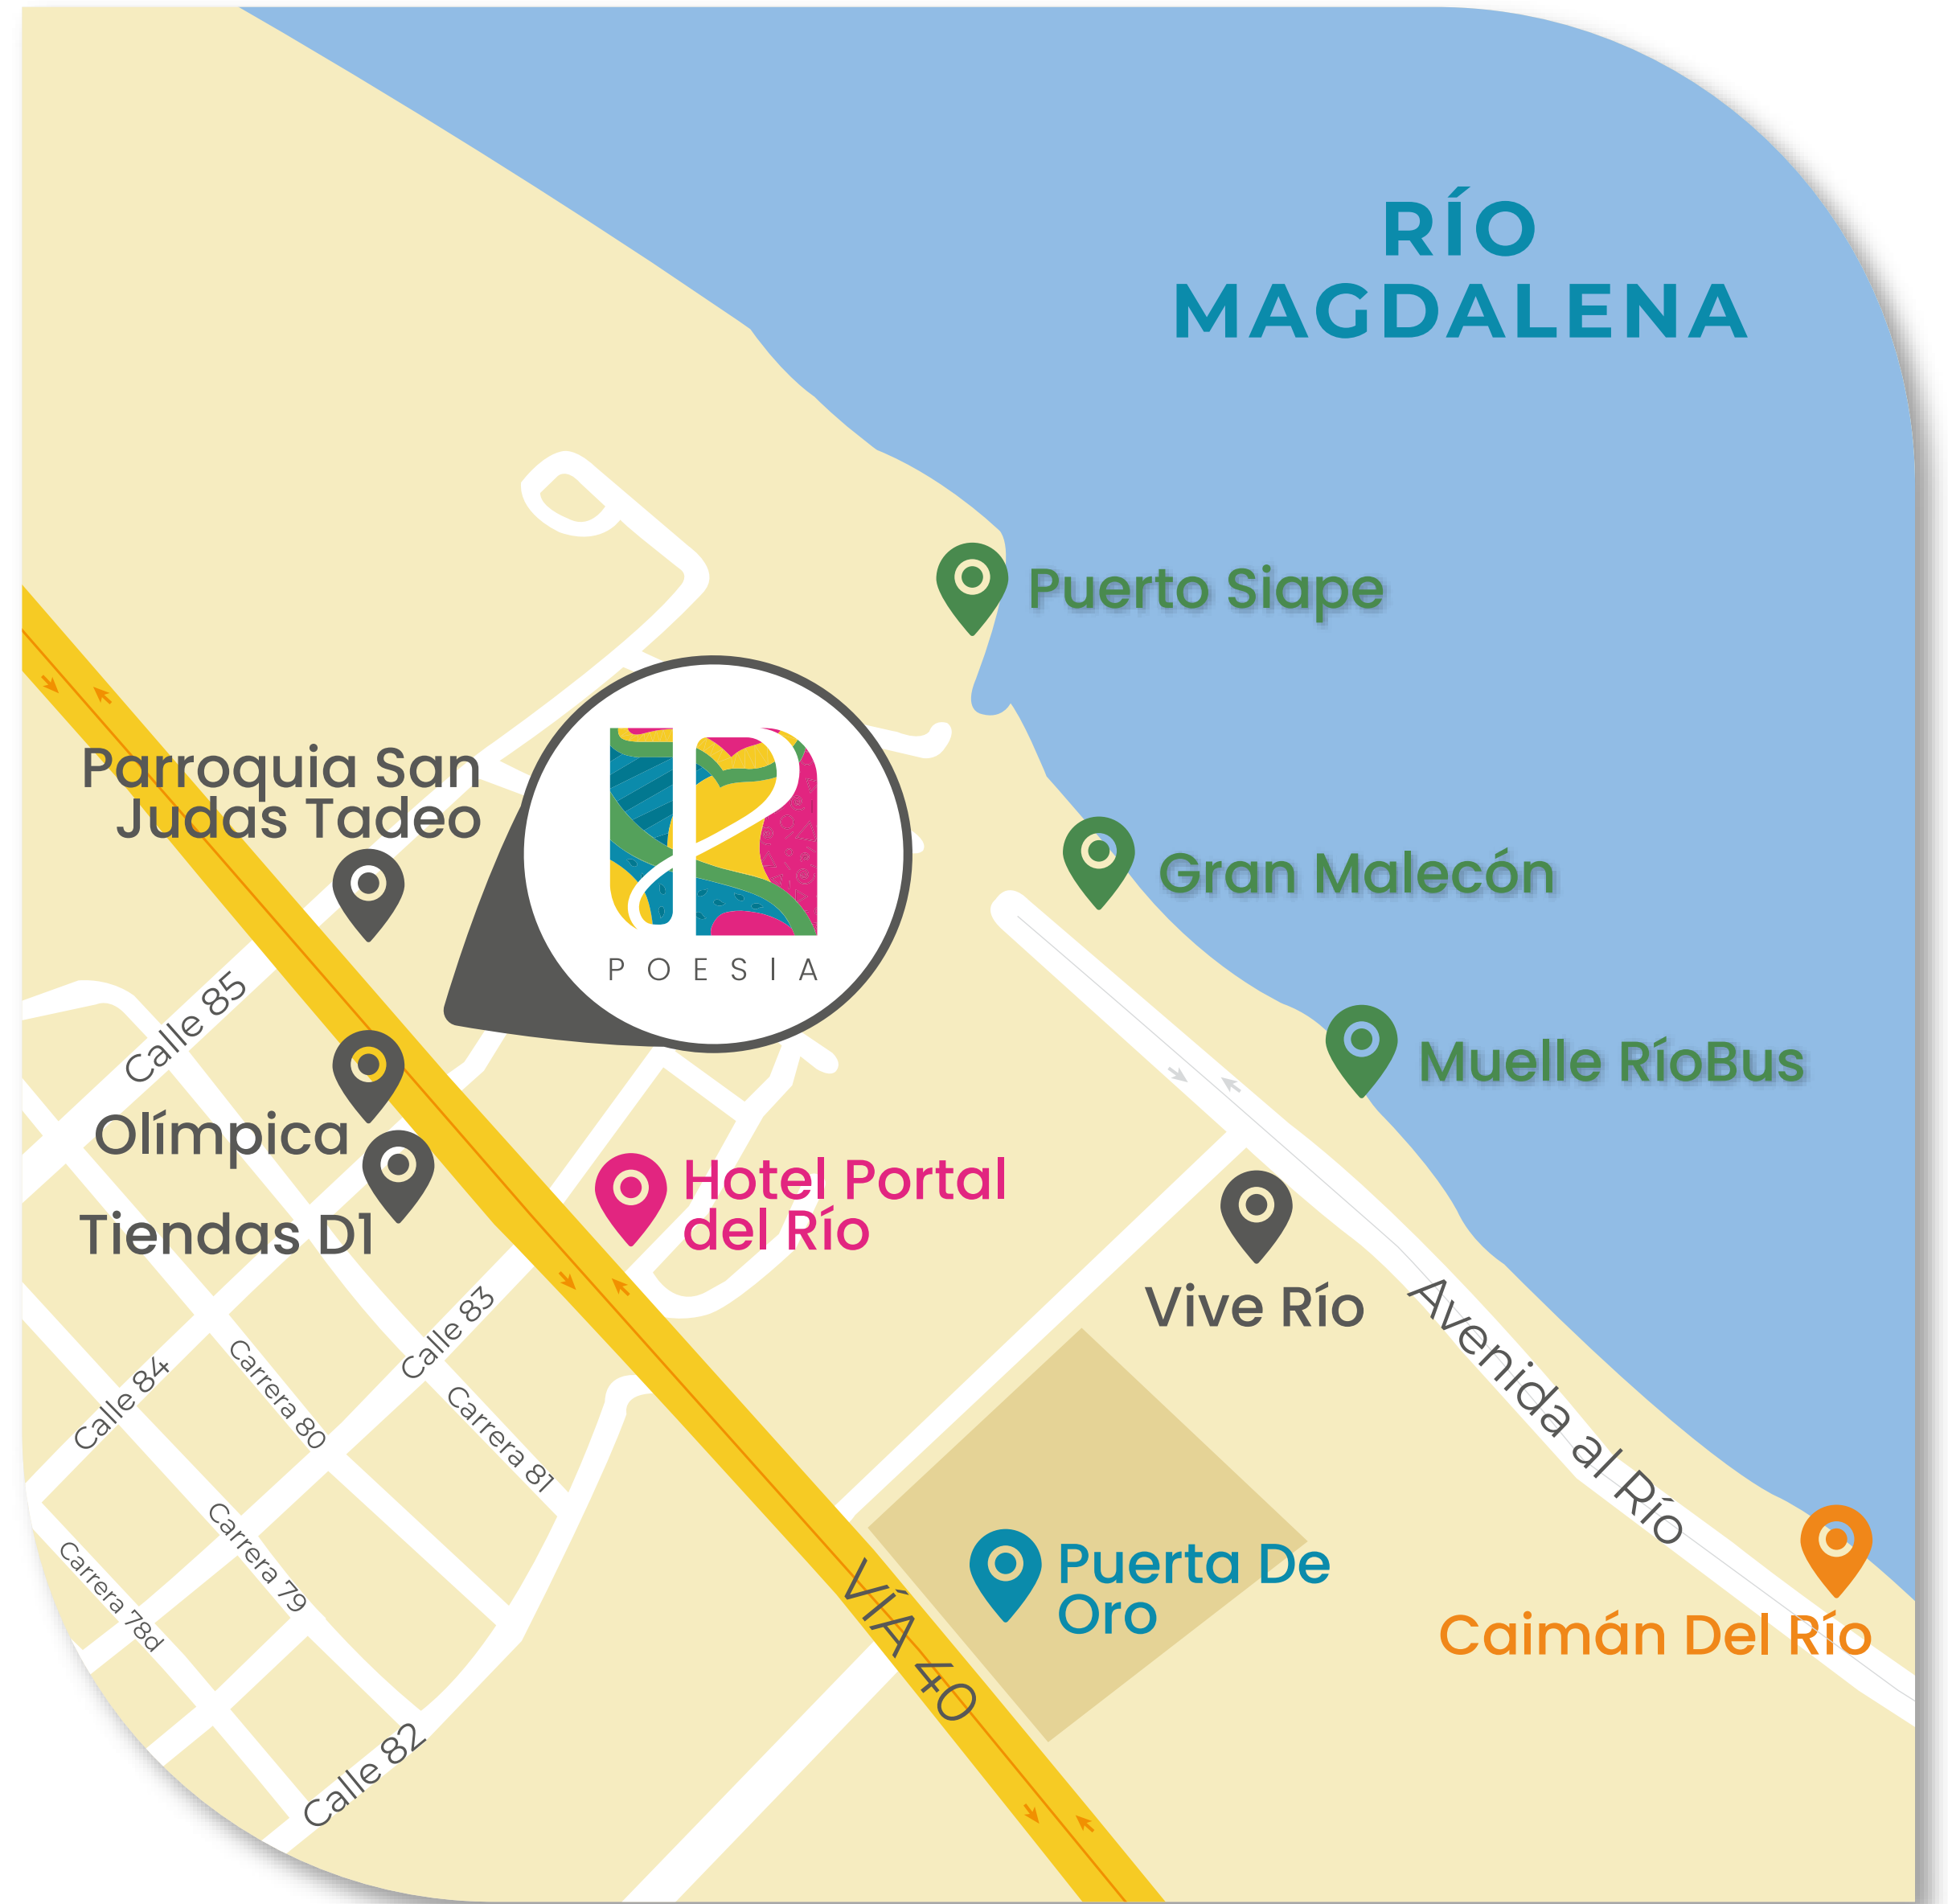 RÍO
MAGDALENA
Puerto Siape
Parroquia San
Judas Tadeo
POESIA
Gran Malecón
Calle 85
Muelle RíoBus
Olímpica
Tiendas D1
Hotel Portal
del Río
Vive Río
Calle 83
Calle 84
Carrera 80
Carrera 81
Avenida al Río
Carrera 79
Carrera 78d
VÍA 40
Puerta De
Oro
Caimán Del Río
Calle 82